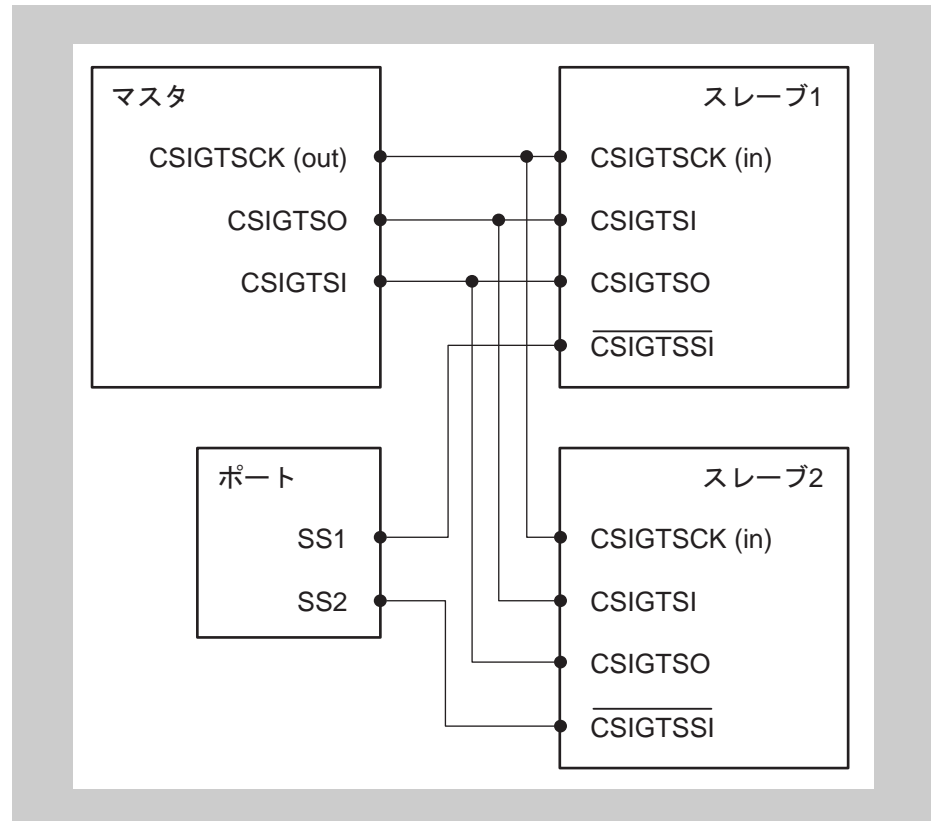 マスタ
CSIGTSCK (out)
CSIGTSO
CSIGTSI
スレーブ1
CSIGTSCK (in)
CSIGTSI
CSIGTSO
CSIGTSSI
ポート
SS1
SS2
スレーブ2
CSIGTSCK (in)
CSIGTSI
CSIGTSO
CSIGTSSI